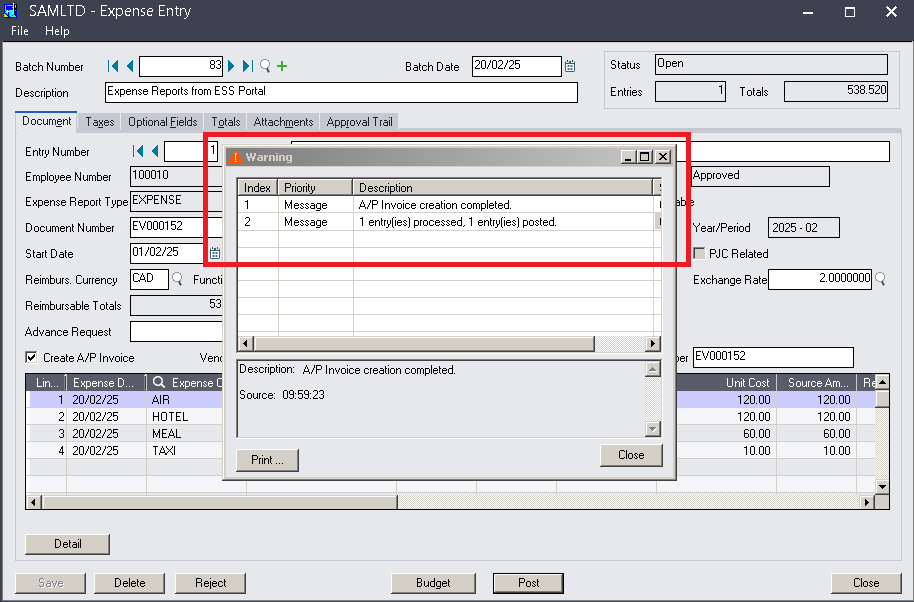 SAMLTD - Expense Entry
File Help
Batch Number 83 Batch Date 20/02/25
Description Expense Reports from ESS Portal
Status Open
Entries 1 Totals 538.520
Document Taxes Optional Fields Totals Attachments Approval Trail
Entry Number 1
Employee Number 100010 Approved
Expense Report Type EXPENSE
Document Number EV000152 Year/Period 2025 - 02
Start Date 01/02/25 PJC Related
Reimburs. Currency CAD Exchange Rate 2.0000000
Reimbursable Totals 53
Advance Request
Create A/P Invoice EV000152
Lin... Expense D... Expense Unit Cost Source Am...
1 20/02/25 AIR 120.00 120.00
2 20/02/25 HOTEL 120.00 120.00
3 20/02/25 MEAL 60.00 60.00
4 20/02/25 TAXI 10.00 10.00
Warning
Index Priority Description
1 Message A/P Invoice creation completed.
2 Message 1 entry(ies) processed, 1 entry(ies) posted.
Description: A/P Invoice creation completed.
Source: 09:59:23
Print ... Close
Detail
Save Delete Reject Budget Post Close